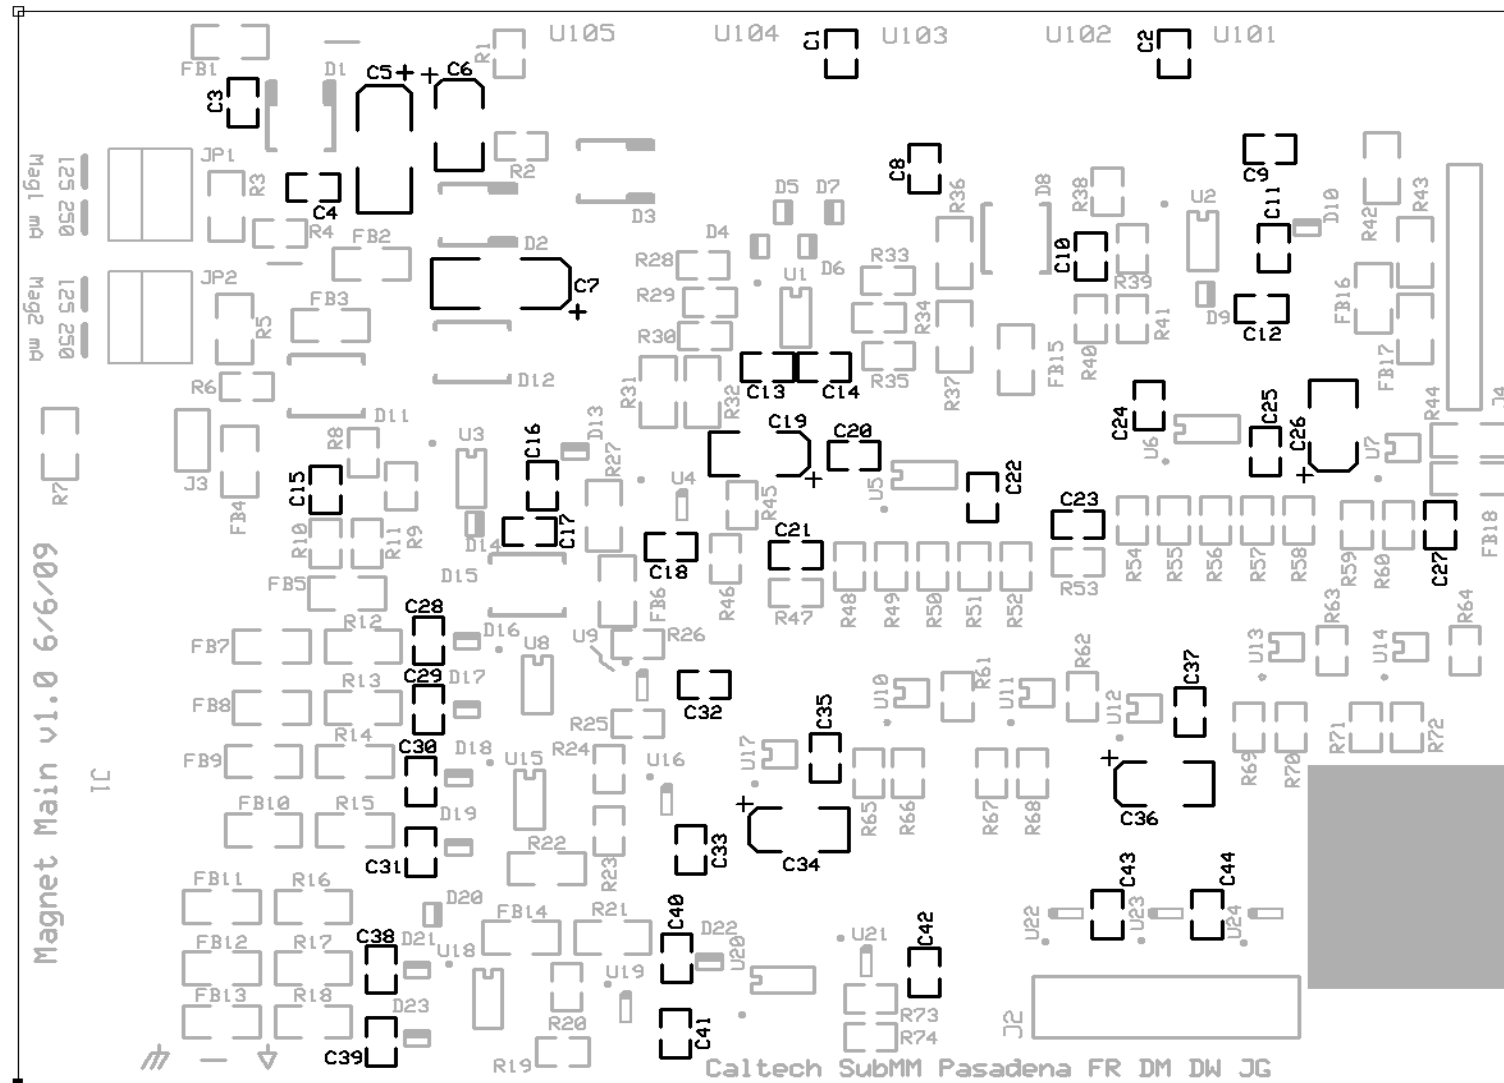 U105
U104
C1
U103
U102
C2
U101
R1
FB1
D1
C5
C6
C3
JP1
R3
C4
R2
D3
R4
FB2
D2
Mag1 mA
125 250
D5
D7
D4
D6
C8
R36
D8
R38
U2
C9
C11
D10
R42
R43
JP2
R5
FB3
C7
R28
R29
R30
U1
R33
R34
R35
C10
R39
R40
R41
D9
C12
FB16
FB17
Mag2 mA
125 250
R6
D11
D12
R31
R32
C13
C14
R37
FB15
C24
U6
C25
C26
U7
R44
J4
R7
J3
FB4
R8
C15
R9
R10
R11
U3
D14
C16
C17
D13
R27
U4
C19
C20
U5
C22
C23
R45
R46
C18
C21
R47
R48
R49
R50
R51
R52
R53
R54
R55
R56
R57
R58
R59
R60
C27
FB18
FB5
D15
FB6
FB7
R12
C28
D16
U8
U9
R26
FB8
R13
C29
D17
R25
C32
U10
R61
U11
R62
U12
C37
U13
R63
U14
R64
FB9
R14
C30
D18
U15
R24
U16
U17
C35
R65
R66
R67
R68
C36
R69
R70
R71
R72
J1
FB10
R15
C31
D19
R22
R23
C33
C34
FB11
R16
D20
FB14
R21
C40
D22
U20
U21
C42
U22
C43
U23
C44
U24
FB12
R17
C38
D21
U18
U19
FB13
R18
D23
C39
R19
R20
C41
R73
R74
J2
Magnet Main v1.0 6/6/09
Caltech SubMM Pasadena FR DM DW JG